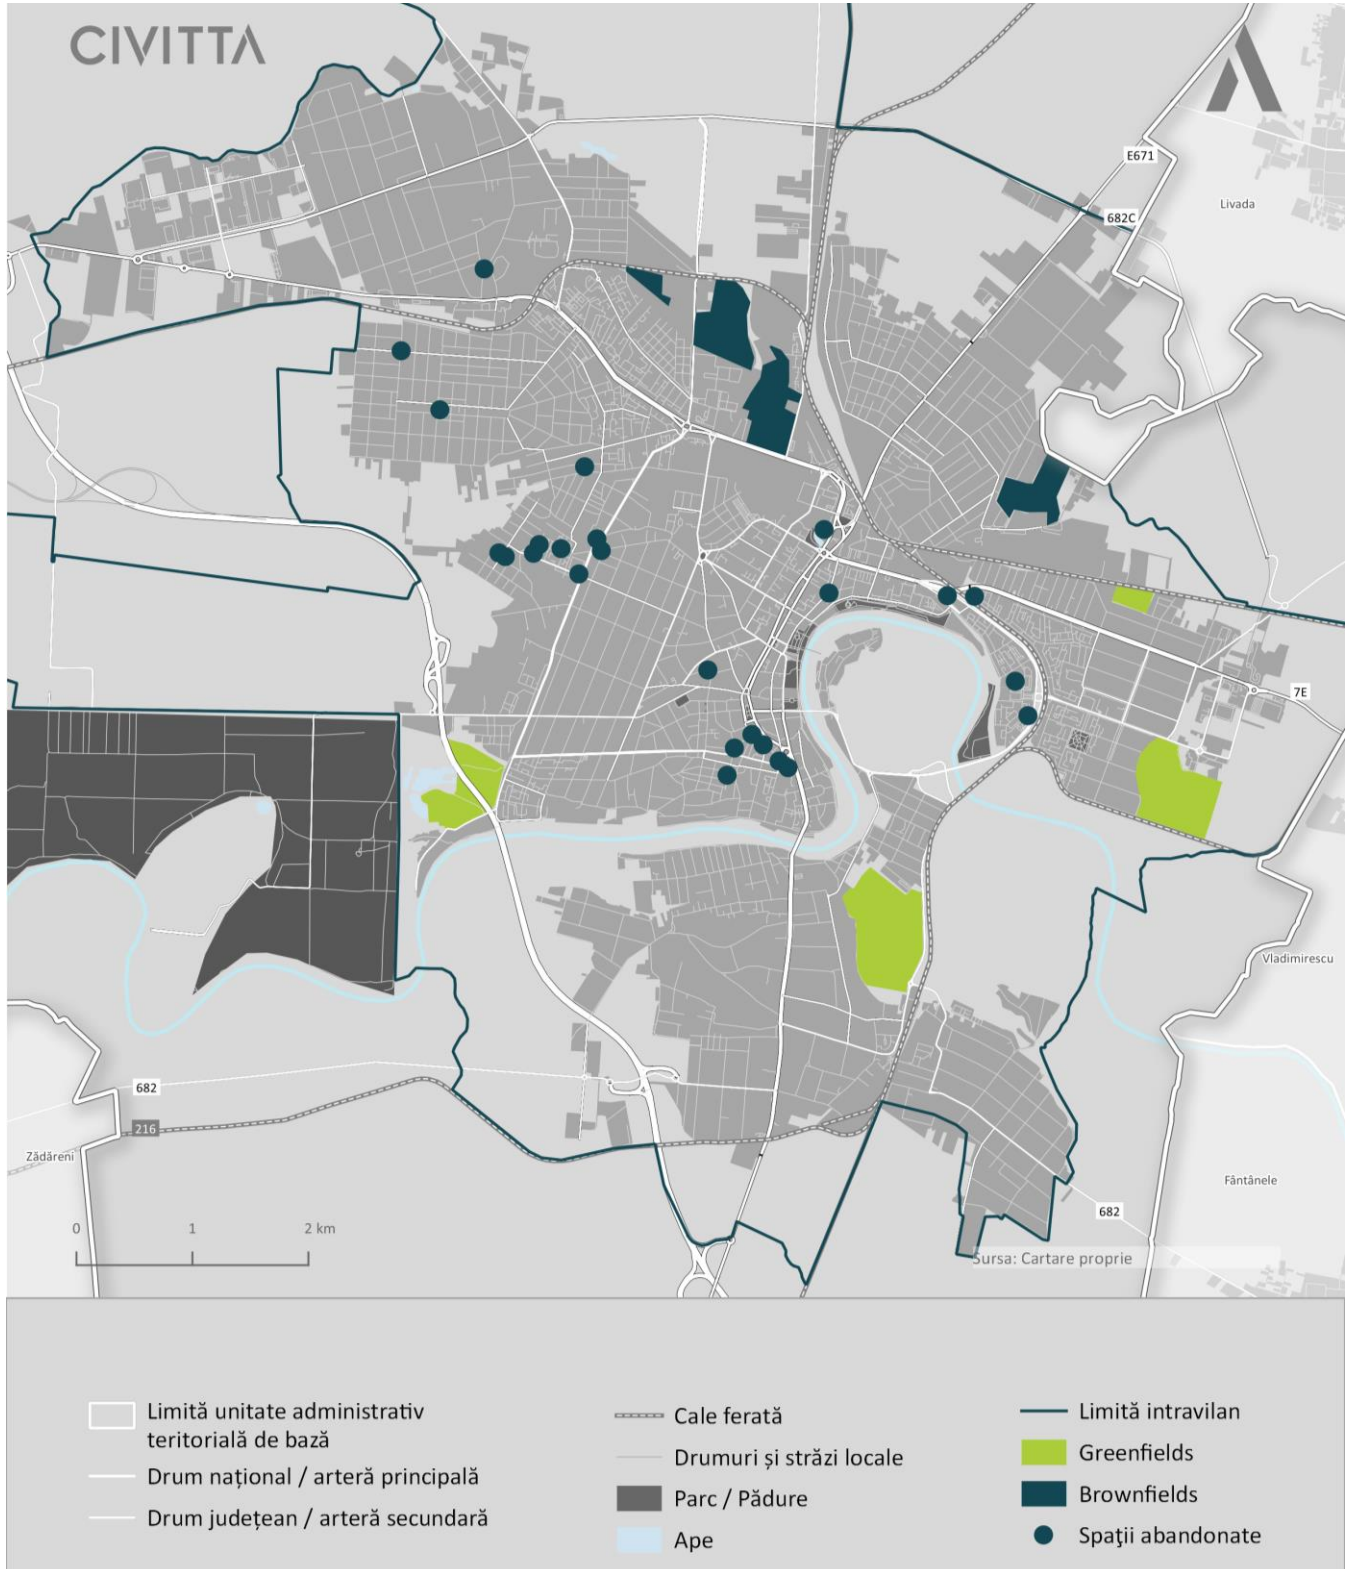 CIVITTA
E671
Livada
682C
7E
Vladimirescu
682
216
Zădăreni
Fântânele
682
0 1 2 km
Sursa: Cartare proprie
Limită unitate administrativ
teritorială de bază
Drum național / arteră principală
Drum județean / arteră secundară
Cale ferată
Drumuri și străzi locale
Parc / Pădure
Ape
Limită intravilan
Greenfields
Brownfields
Spaţii abandonate